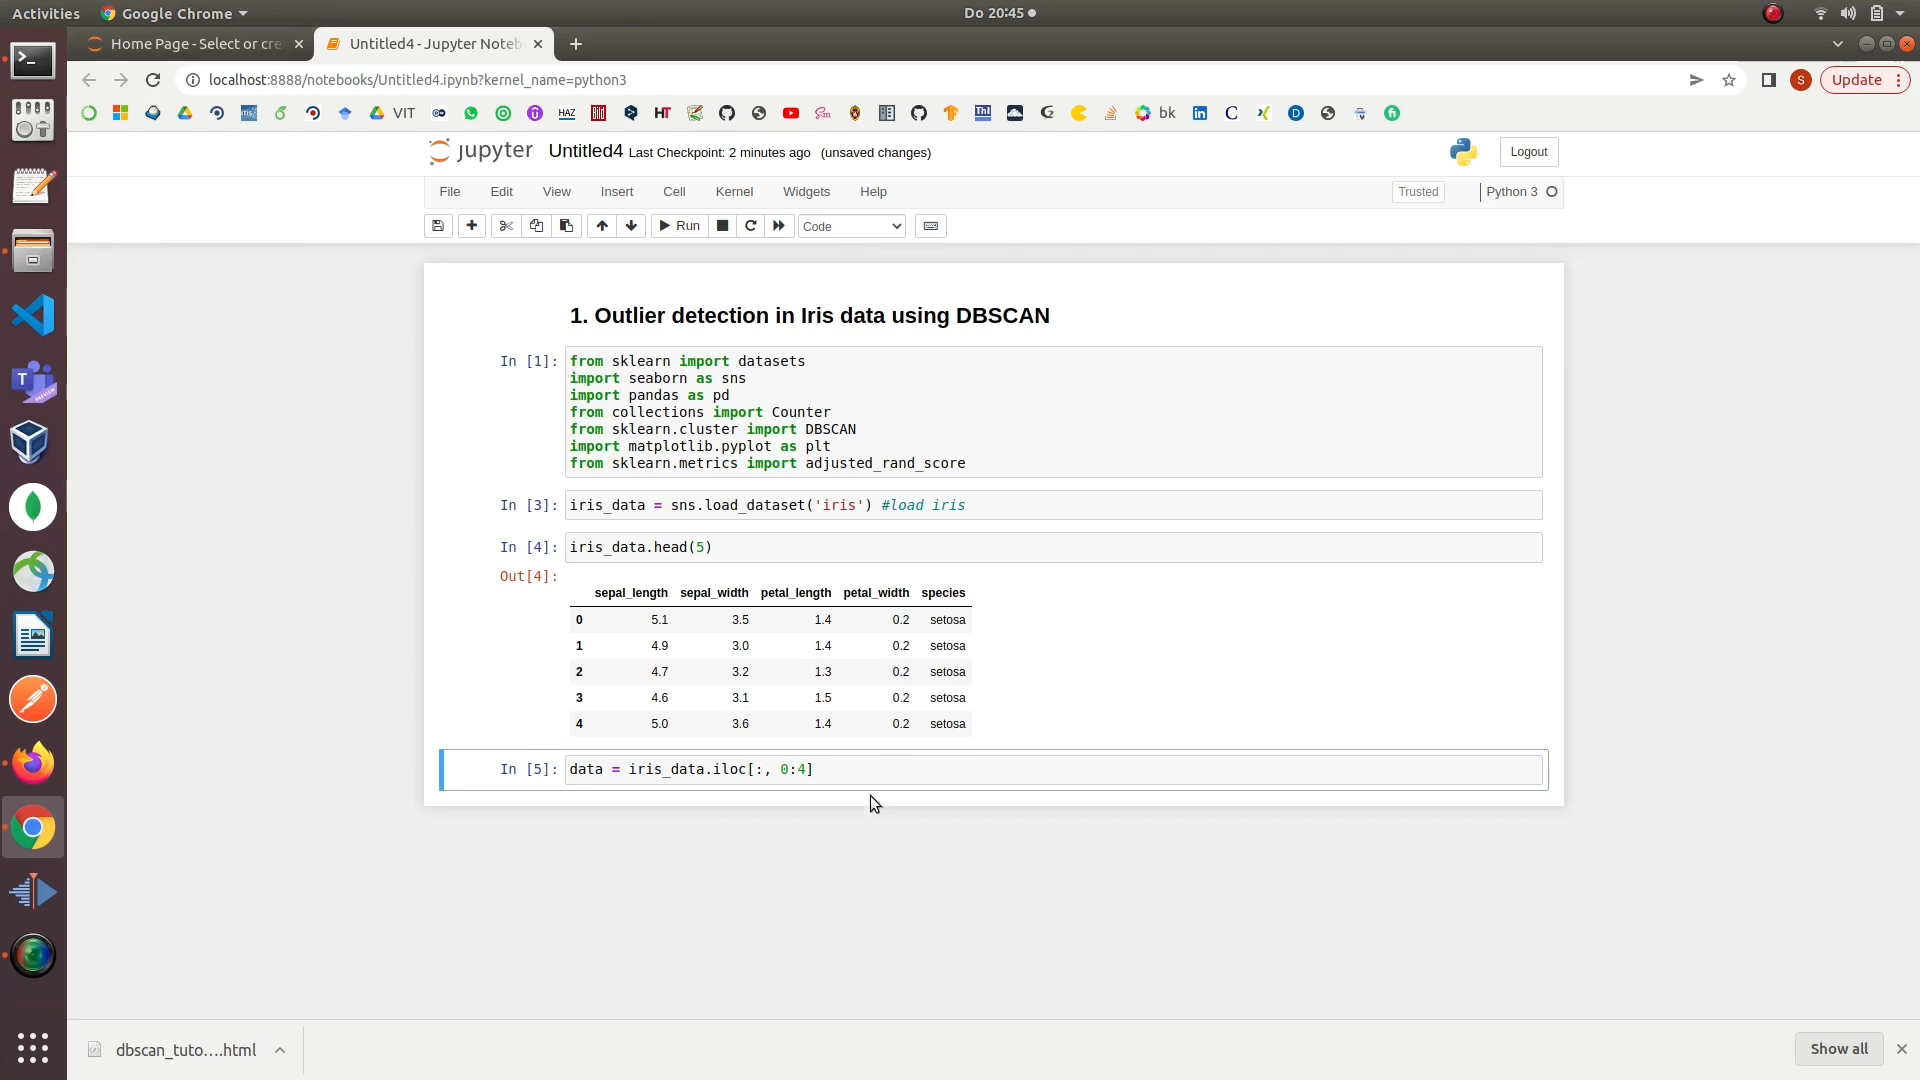 Activities Google Chrome Do 20:45
Home Page - Select or cre Untitled4 - Jupyter Noteb
localhost:8888/notebooks/Untitled4.ipynb?kernel_name=python3 S Update
VIT HAZ HT ThI bk
jupyter Untitled4 Last Checkpoint: 2 minutes ago (unsaved changes) Logout
File Edit View Insert Cell Kernel Widgets Help Trusted Python 3
Run Code
1. Outlier detection in Iris data using DBSCAN
In [1]: from sklearn import datasets
import seaborn as sns
import pandas as pd
from collections import Counter
from sklearn.cluster import DBSCAN
import matplotlib.pyplot as plt
from sklearn.metrics import adjusted_rand_score
In [3]: iris_data = sns.load_dataset('iris') #load iris
In [4]: iris_data.head(5)
Out[4]:
sepal_length sepal_width petal_length petal_width species
0 5.1 3.5 1.4 0.2 setosa
1 4.9 3.0 1.4 0.2 setosa
2 4.7 3.2 1.3 0.2 setosa
3 4.6 3.1 1.5 0.2 setosa
4 5.0 3.6 1.4 0.2 setosa
In [5]: data = iris_data.iloc[:, 0:4]
dbscan_tuto....html Show all